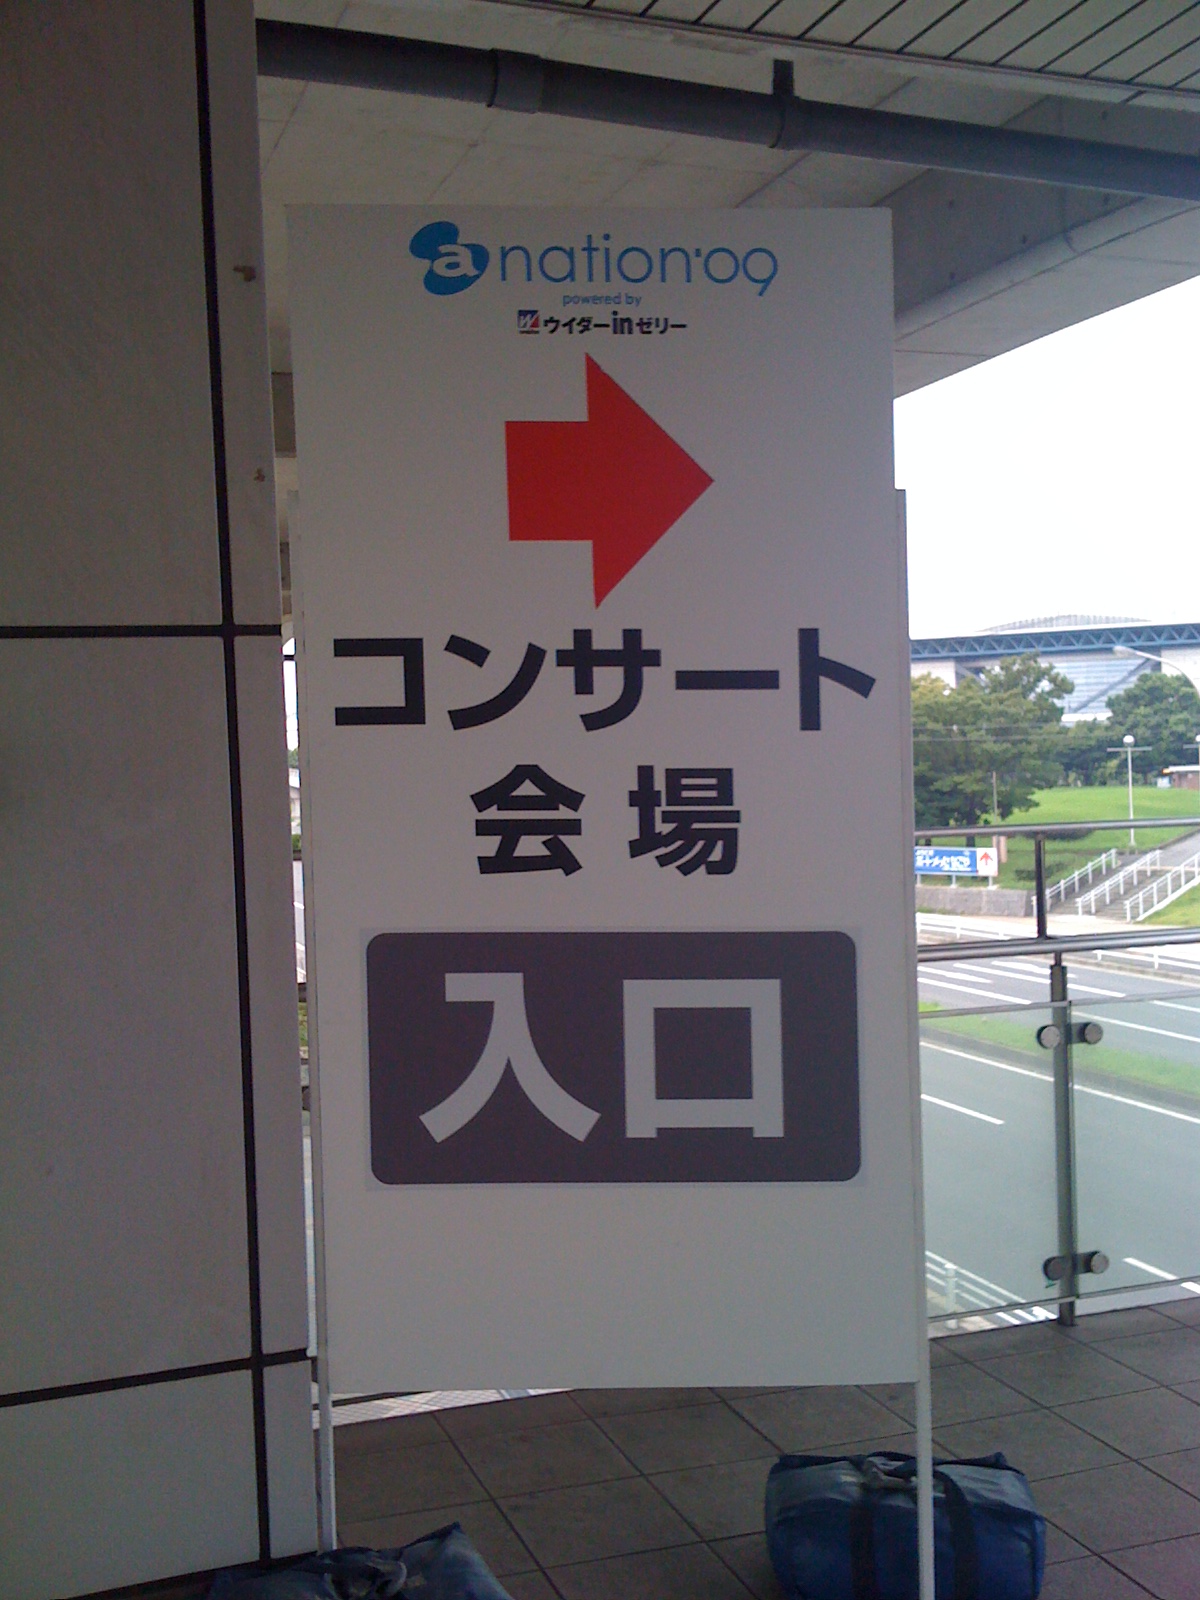 a nation'09
powered by
ウイダーinゼリー
コンサート
会場
入口